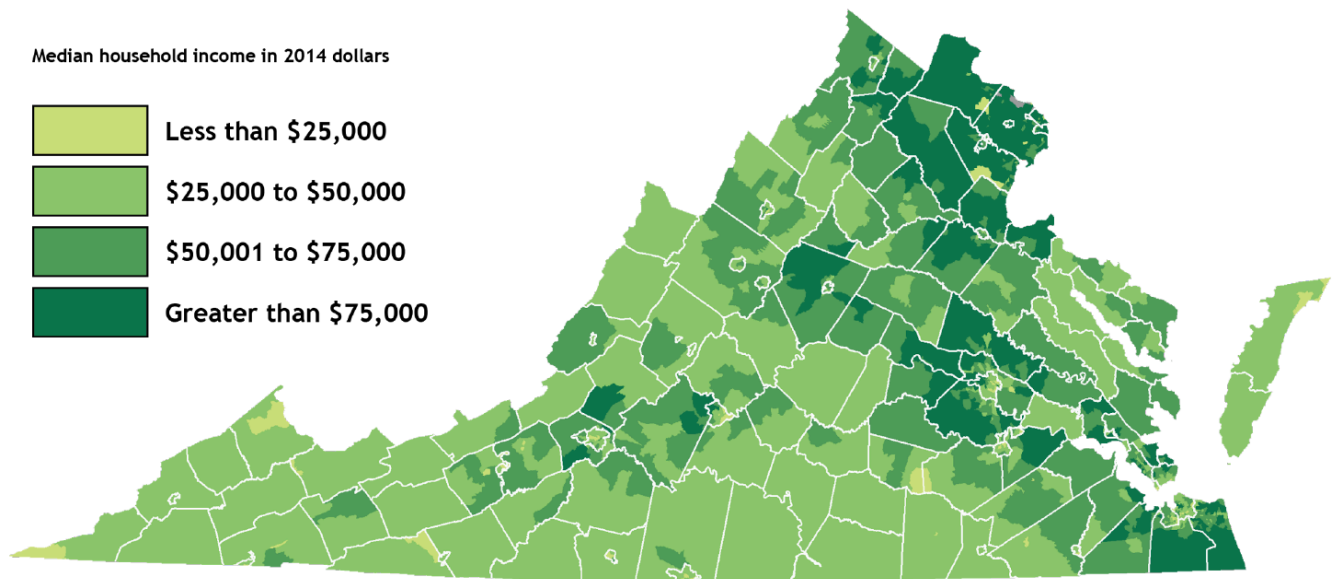 Median household income in 2014 dollars
Less than $25,000
$25,000 to $50,000
$50,001 to $75,000
Greater than $75,000